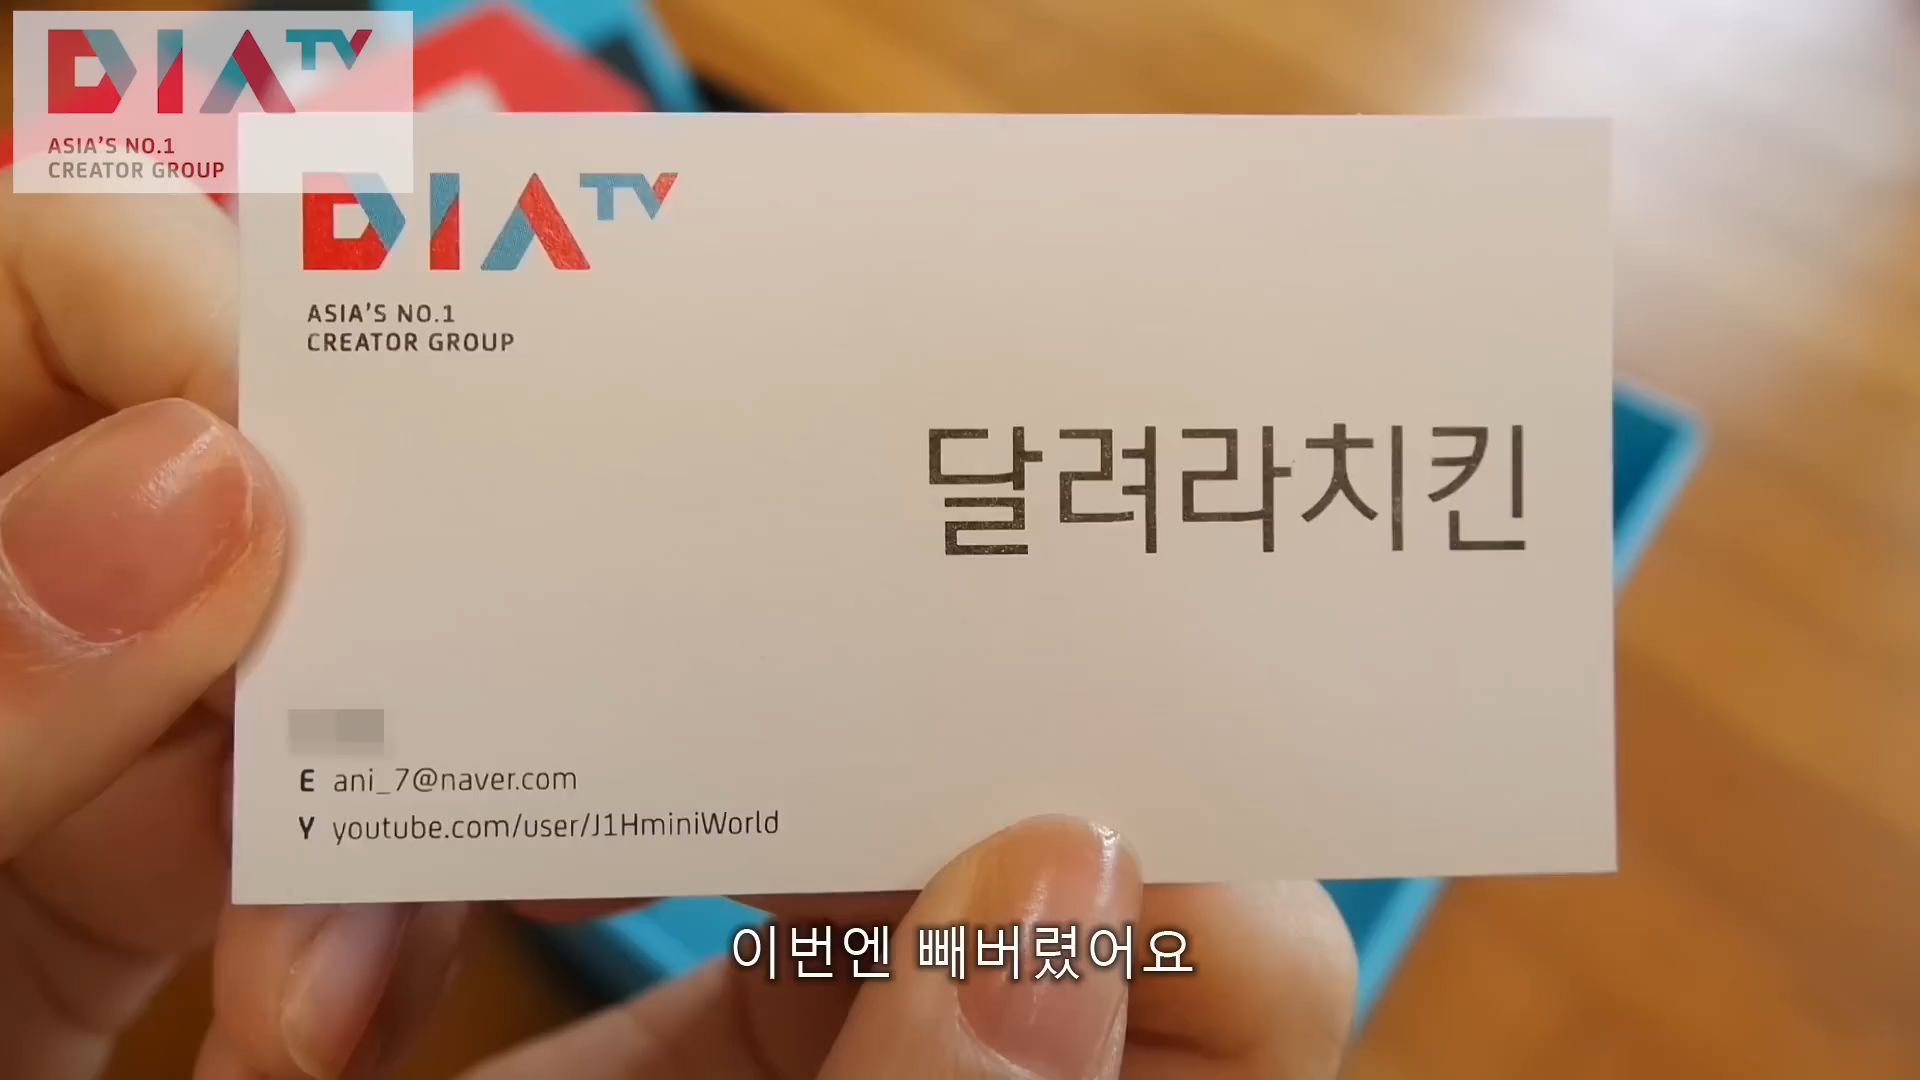 DIA TV
ASIA'S NO.1
CREATOR GROUP
DIA TV
ASIA'S NO.1
CREATOR GROUP
달려라치킨
E ani_7@naver.com
Y youtube.com/user/J1HminiWorld
이번엔 빼버렸어요